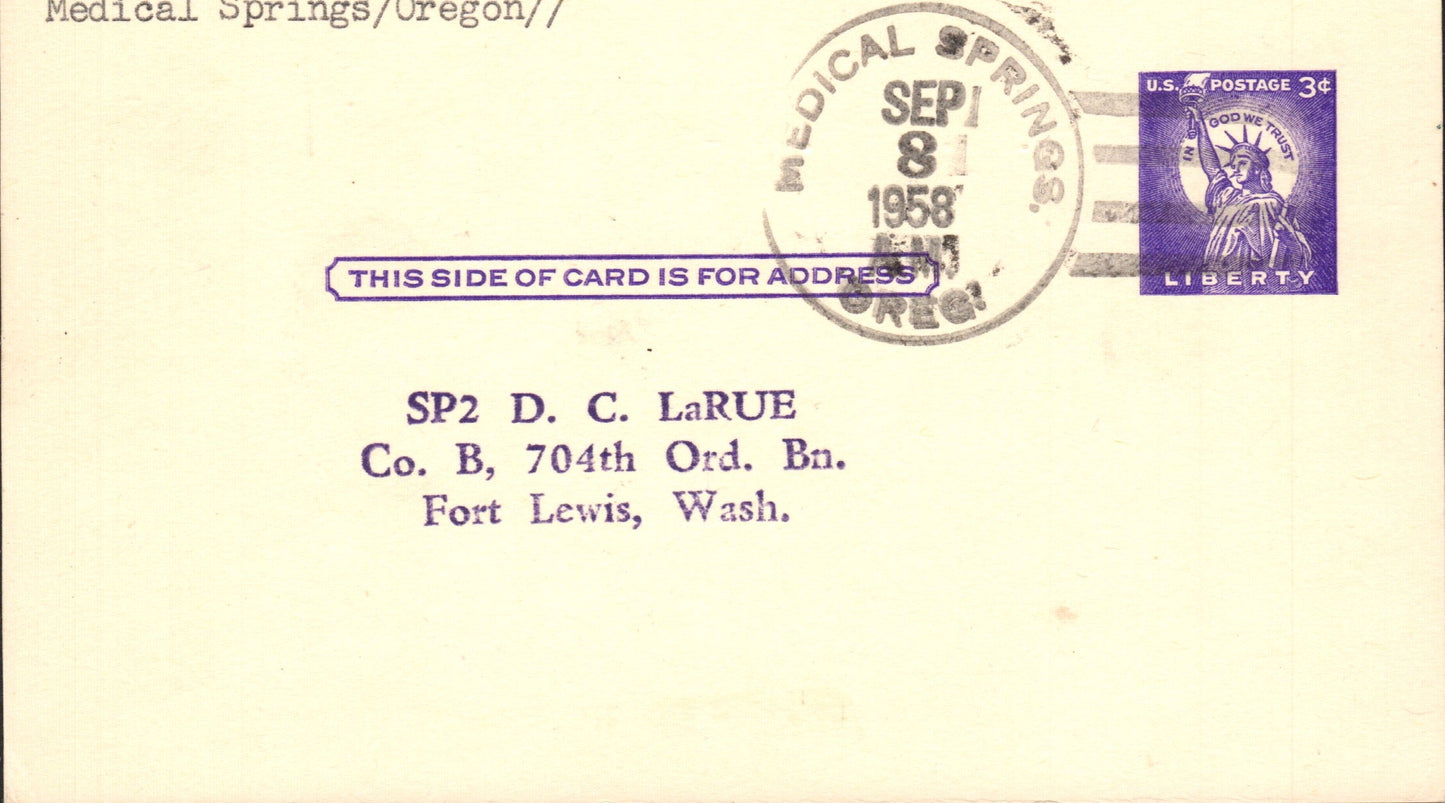 Medical Springs/Oregon//
MEDICAL SPRINGS.
SEP
8
1958
OREG.
U.S. POSTAGE 3¢
IN GOD WE TRUST
LIBERTY
THIS SIDE OF CARD IS FOR ADDRESS
SP2 D. C. LaRUE
Co. B, 704th Ord. Bn.
Fort Lewis, Wash.